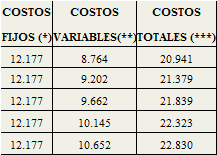 COSTOS COSTOS COSTOS
FIJOS (*) VARIABLES(**) TOTALES (***)
12.177 8.764 20.941
12.177 9.202 21.379
12.177 9.662 21.839
12.177 10.145 22.323
12.177 10.652 22.830